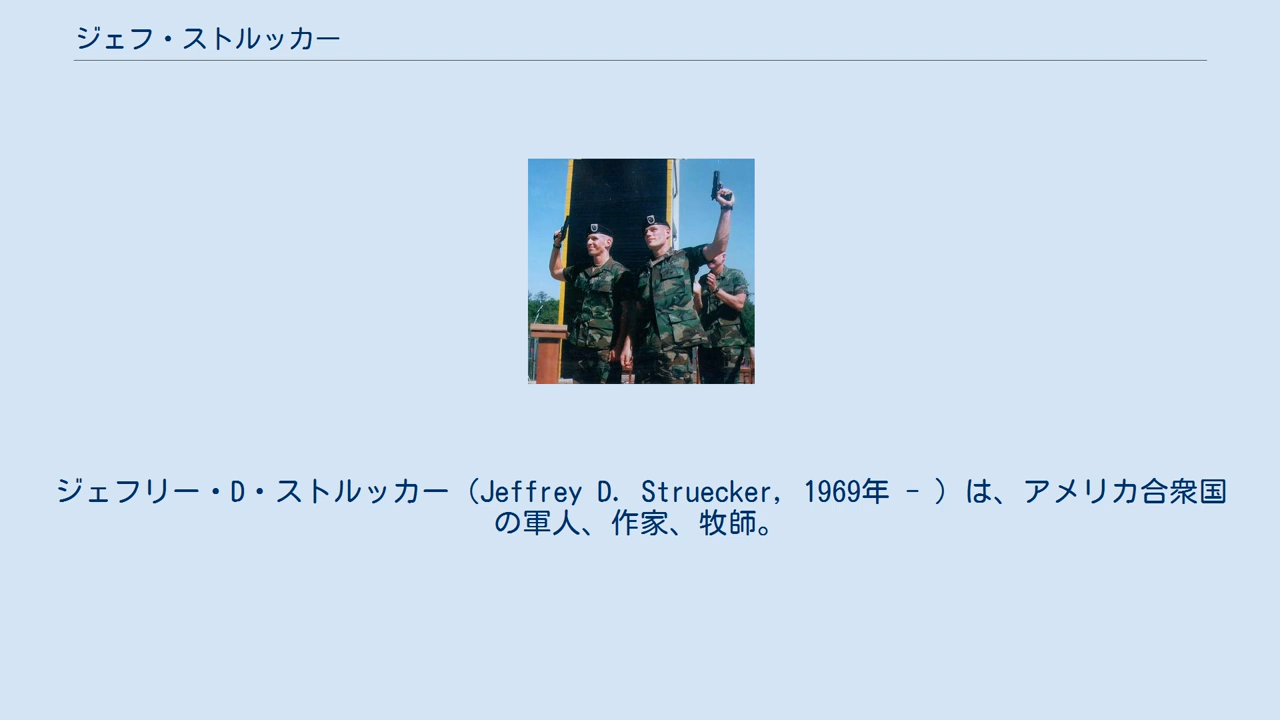 ジェフ・ストルッカー
ジェフリー・D・ストルッカー（Jeffrey D. Struecker, 1969年 - ）は、アメリカ合衆国
の軍人、作家、牧師。